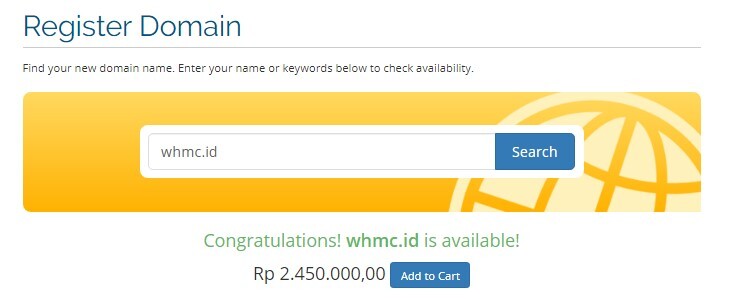 Register Domain
Find your new domain name. Enter your name or keywords below to check availability.
whmc.id Search
Congratulations! whmc.id is available!
Rp 2.450.000,00 Add to Cart